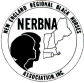 NEW ENGLAND REGIONAL BLACK NURSES
NERBNA
ASSOCIATION, INC.